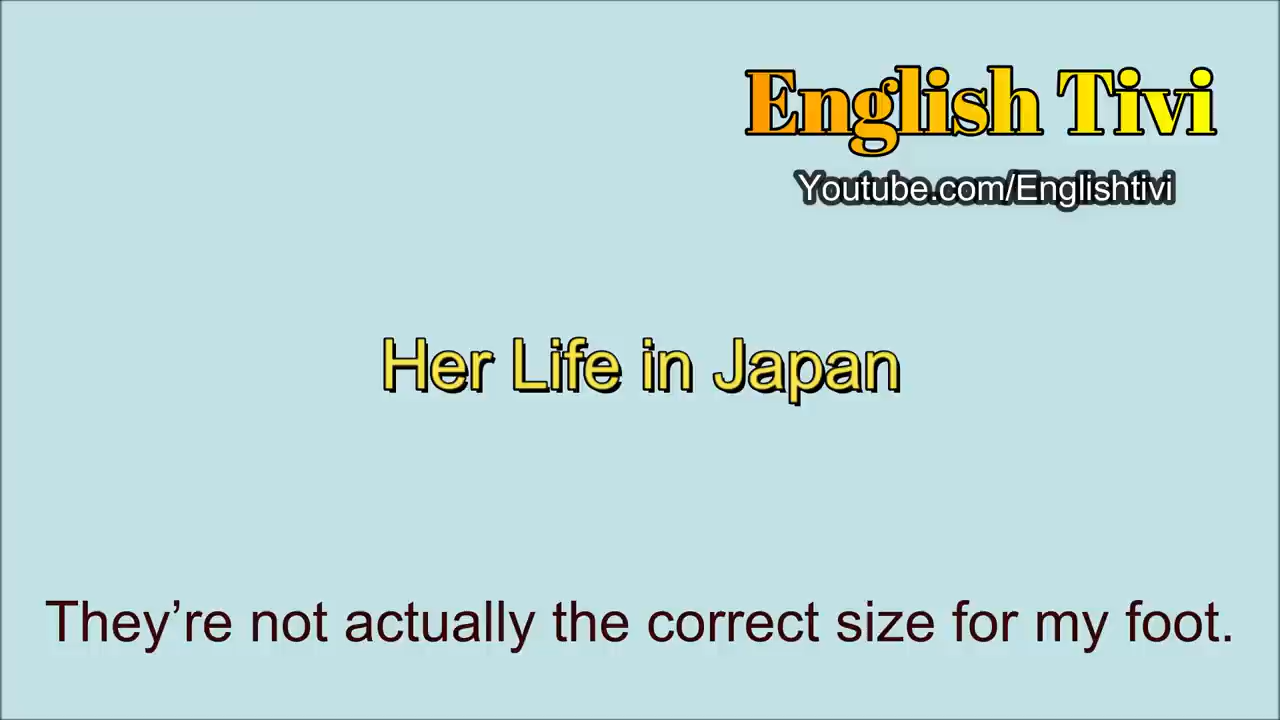 English Tivi
Youtube.com/Englishtivi
Her Life in Japan
They’re not actually the correct size for my foot.